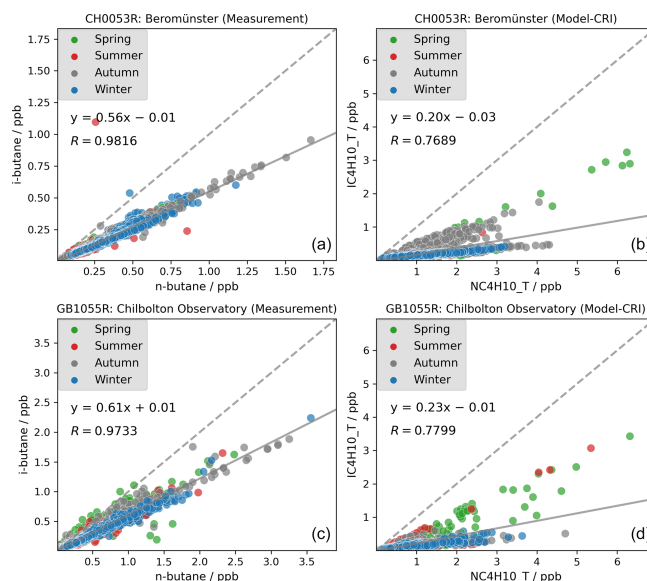 CH0053R: Beromünster (Measurement)
1.75
1.50
1.25
1.00
0.75
0.50
0.25
i-butane / ppb
Spring
Summer
Autumn
Winter
y = 0.56x − 0.01
R = 0.9816
(a)
0.25 0.50 0.75 1.00 1.25 1.50 1.75
n-butane / ppb
CH0053R: Beromünster (Model-CRI)
6
5
4
3
2
1
IC4H10_T / ppb
Spring
Summer
Autumn
Winter
y = 0.20x − 0.03
R = 0.7689
(b)
1 2 3 4 5 6
NC4H10_T / ppb
GB1055R: Chilbolton Observatory (Measurement)
3.5
3.0
2.5
2.0
1.5
1.0
0.5
i-butane / ppb
Spring
Summer
Autumn
Winter
y = 0.61x + 0.01
R = 0.9733
(c)
0.5 1.0 1.5 2.0 2.5 3.0 3.5
n-butane / ppb
GB1055R: Chilbolton Observatory (Model-CRI)
6
5
4
3
2
1
IC4H10_T / ppb
Spring
Summer
Autumn
Winter
y = 0.23x − 0.01
R = 0.7799
(d)
1 2 3 4 5 6
NC4H10_T / ppb